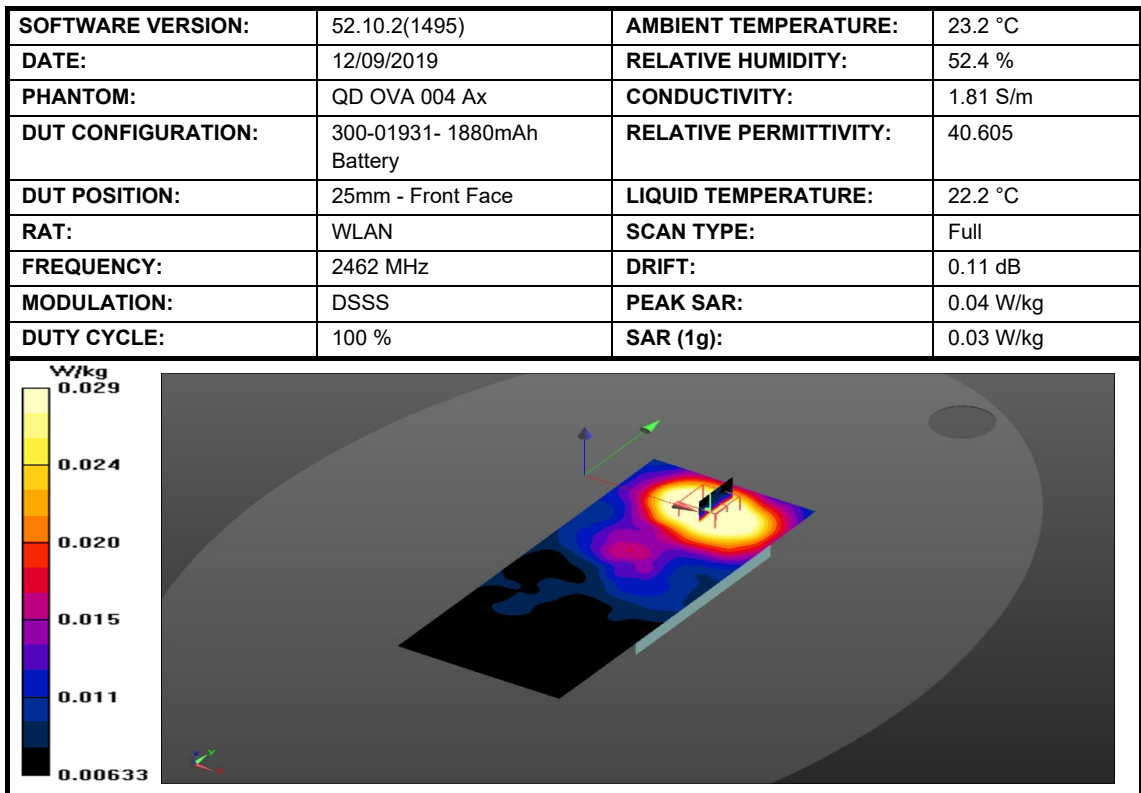 SOFTWARE VERSION: 52.10.2(1495) AMBIENT TEMPERATURE: 23.2 °C
DATE: 12/09/2019 RELATIVE HUMIDITY: 52.4 %
PHANTOM: QD OVA 004 Ax CONDUCTIVITY: 1.81 S/m
DUT CONFIGURATION: 300-01931- 1880mAh RELATIVE PERMITTIVITY: 40.605
Battery
DUT POSITION: 25mm - Front Face LIQUID TEMPERATURE: 22.2 °C
RAT: WLAN SCAN TYPE: Full
FREQUENCY: 2462 MHz DRIFT: 0.11 dB
MODULATION: DSSS PEAK SAR: 0.04 W/kg
DUTY CYCLE: 100 % SAR (1g): 0.03 W/kg
W/kg
0.029
0.024
0.020
0.015
0.011
0.00633